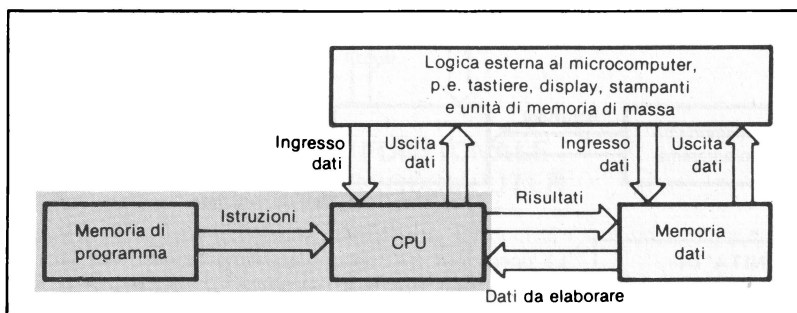 Logica esterna al microcomputer,
p.e. tastiere, display, stampanti
e unità di memoria di massa
Ingresso
dati
Uscita
dati
Ingresso
dati
Uscita
dati
Memoria di
programma
Istruzioni
CPU
Risultati
Memoria
dati
Dati da elaborare